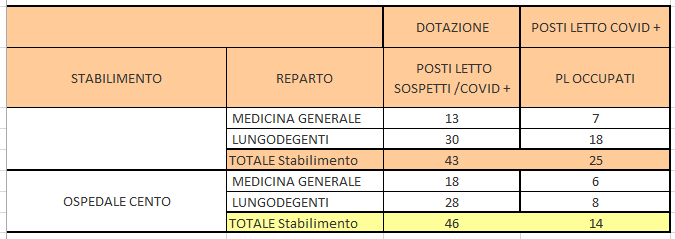 DOTAZIONE POSTI LETTO COVID +
STABILIMENTO REPARTO POSTI LETTO SOSPETTI /COVID + PL OCCUPATI
MEDICINA GENERALE 13 7
LUNGODEGENTI 30 18
TOTALE Stabilimento 43 25
OSPEDALE CENTO MEDICINA GENERALE 18 6
LUNGODEGENTI 28 8
TOTALE Stabilimento 46 14